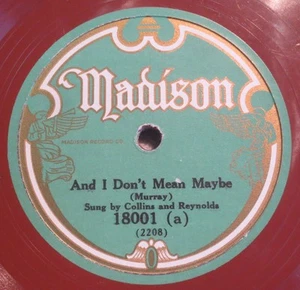 Madison
And I Don't Mean Maybe
(Murray)
Sung by Collins and Reynolds
18001 (a)
(2208)